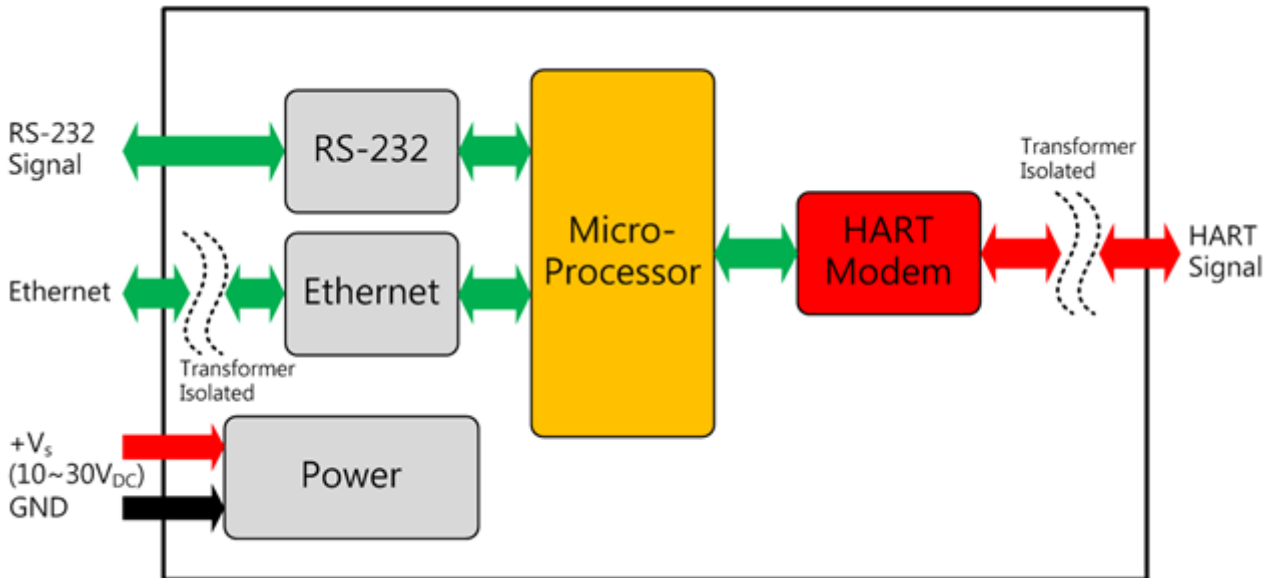 RS-232
Signal
RS-232
Ethernet
Ethernet
Transformer
Isolated
+Vs
(10~30VDC)
GND
Power
Micro-
Processor
HART
Modem
Transformer
Isolated
HART
Signal